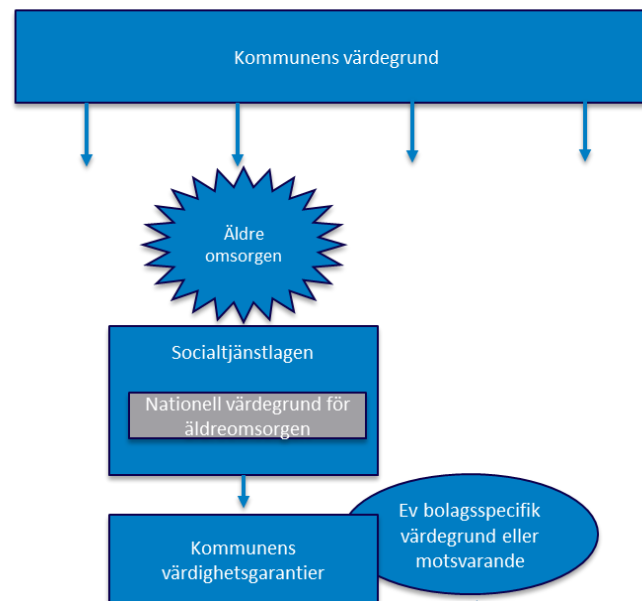 Kommunens värdegrund
Äldre
omsorgen
Socialtjänstlagen
Nationell värdegrund för
äldreomsorgen
Ev bolagsspecifik
värdegrund eller
motsvarande
Kommunens
värdighetsgarantier